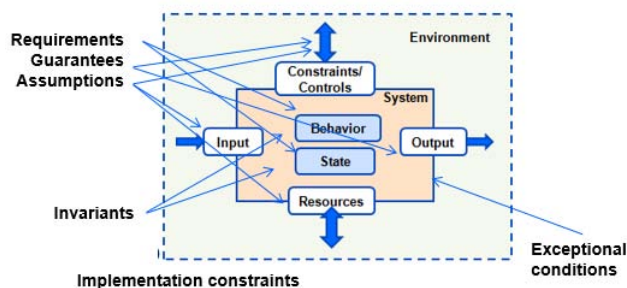 Requirements
Guarantees
Assumptions
Environment
Constraints/
Controls
System
Input
Behavior
Output
State
Invariants
Resources
Exceptional
conditions
Implementation constraints